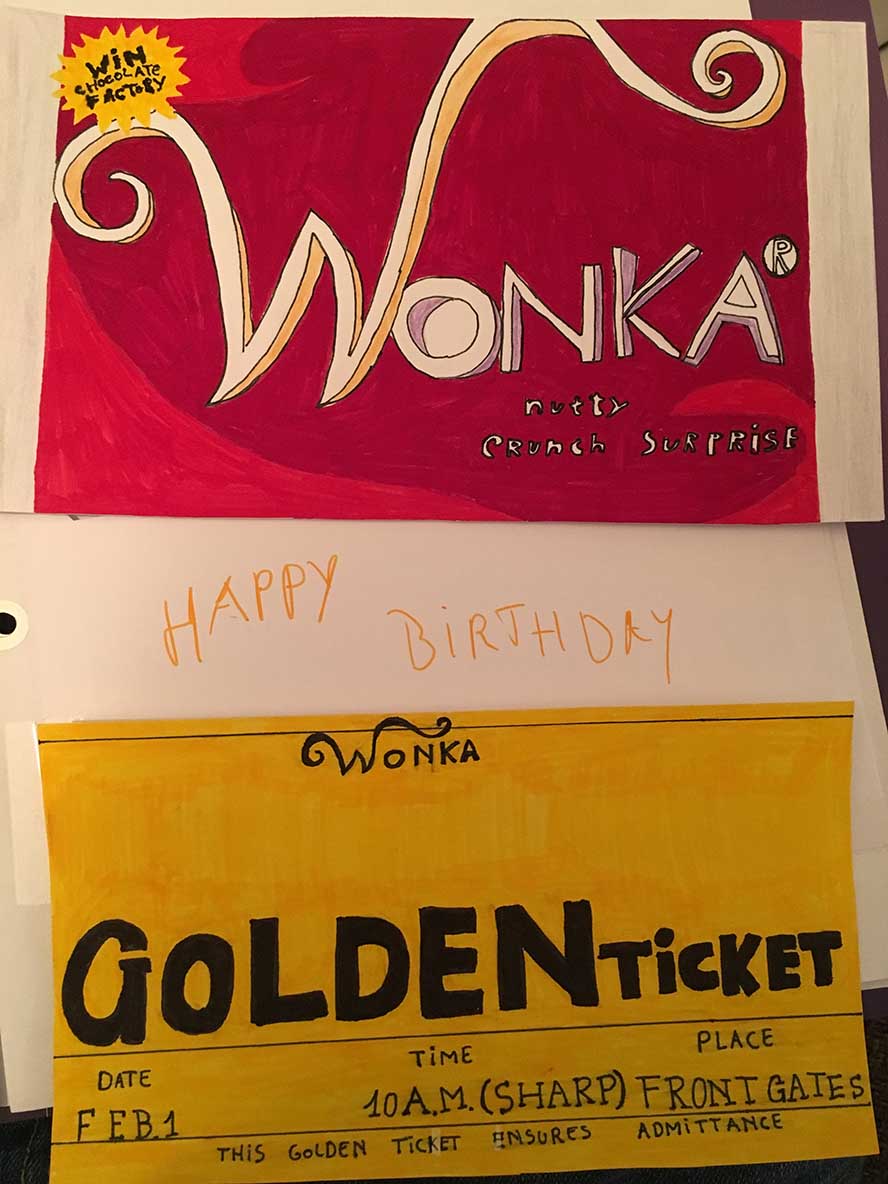 WiN
CHOCOLATE
FACTORY
WONKA®
nutty
CRUnch SURPRiSE
HAPPY BiRTHDAY
WONKA
GOLDEN TiCKET
DATE TiME PLACE
FEB.1 10A.M.(SHARP) FRONT GATES
THiS GOLDEN TiCKET ENSURES ADMiTTANCE